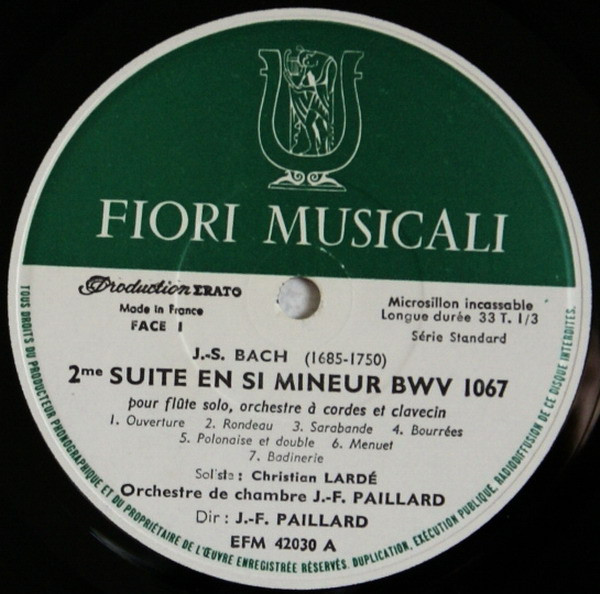 FIORI MUSICALI
Production ERATO
Made in France
FACE 1
Microsillon incassable
Longue durée 33 T. 1/3
Série Standard
J.-S. BACH (1685-1750)
2me SUITE EN SI MINEUR BWV 1067
pour flûte solo, orchestre à cordes et clavecin
1. Ouverture 2. Rondeau 3. Sarabande 4. Bourrées
5. Polonaise et double 6. Menuet
7. Badinerie
Soliste : Christian LARDÉ
Orchestre de chambre J.-F. PAILLARD
Dir : J.-F. PAILLARD
EFM 42030 A
TOUS DROITS DU PRODUCTEUR PHONOGRAPHIQUE ET DU PROPRIÉTAIRE DE L'ŒUVRE ENREGISTRÉE RÉSERVÉS. DUPLICATION, EXÉCUTION PUBLIQUE, RADIODIFFUSION DE CE DISQUE INTERDITES.